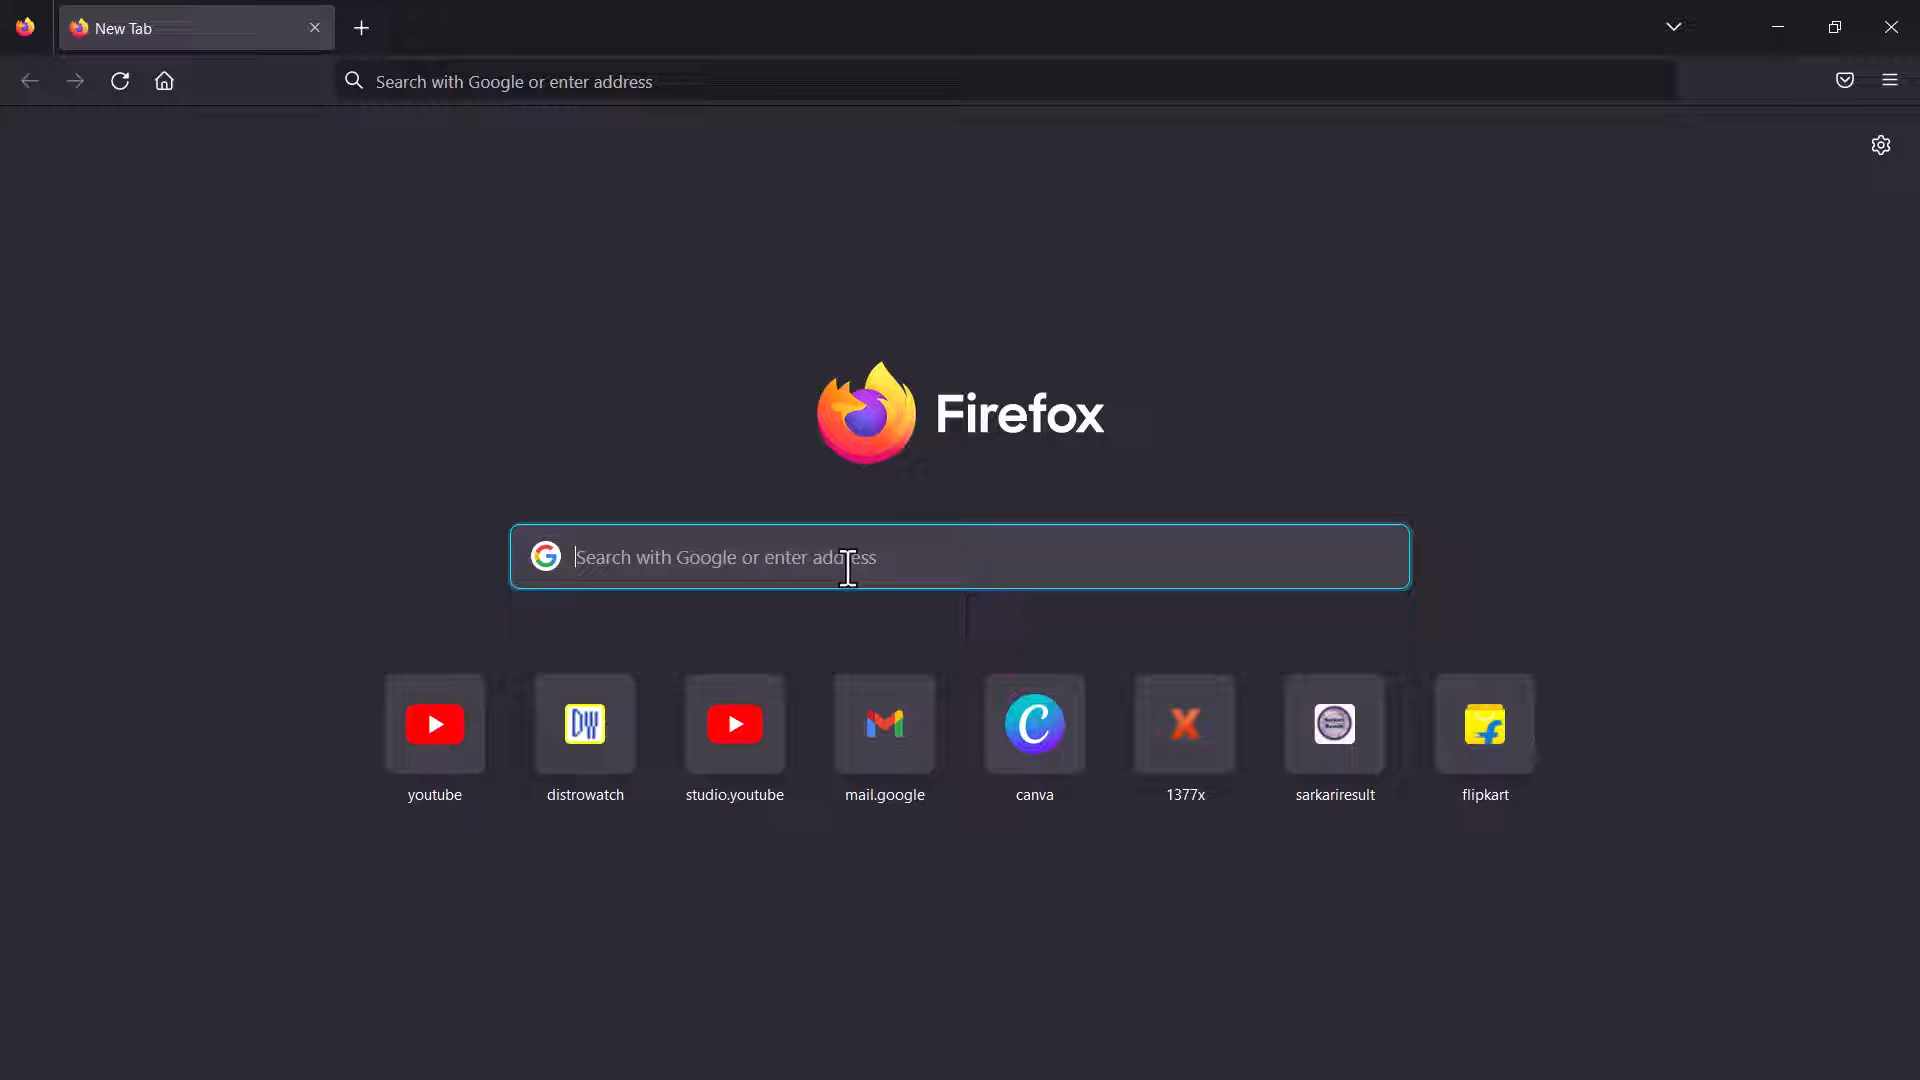 New Tab
Search with Google or enter address
Firefox
Search with Google or enter address
youtube
distrowatch
studio.youtube
mail.google
canva
1377x
sarkariresult
flipkart